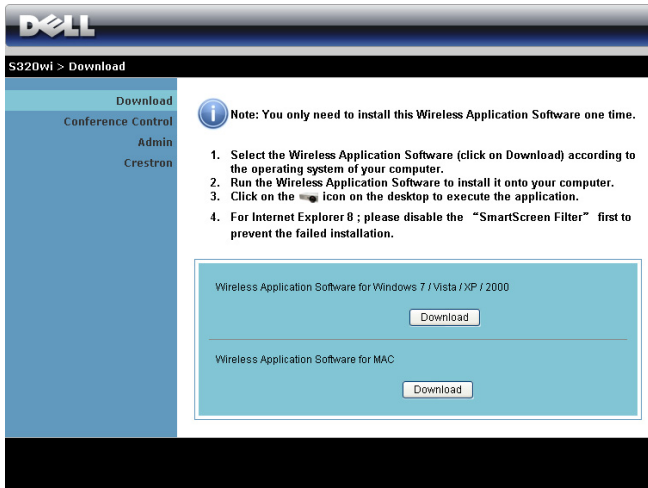 DELL
S320wi > Download
Download
Conference Control
Admin
Crestron
Note: You only need to install this Wireless Application Software one time.
1. Select the Wireless Application Software (click on Download) according to
the operating system of your computer.
2. Run the Wireless Application Software to install it onto your computer.
3. Click on the icon on the desktop to execute the application.
4. For Internet Explorer 8 ; please disable the “SmartScreen Filter” first to
prevent the failed installation.
Wireless Application Software for Windows 7 / Vista / XP / 2000
Download
Wireless Application Software for MAC
Download